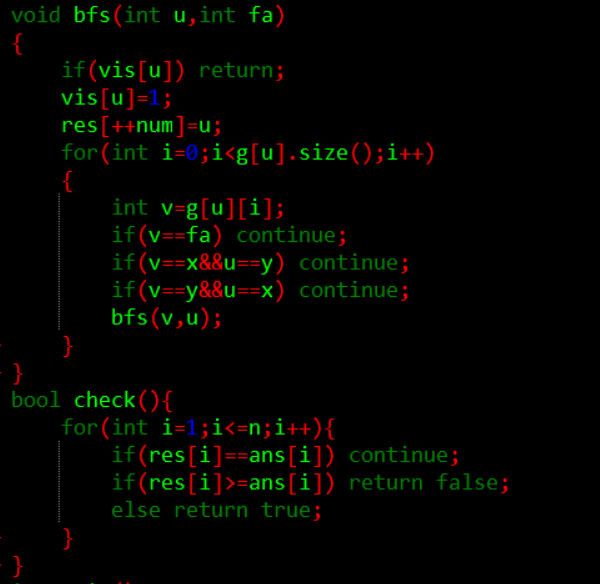 void bfs(int u,int fa)
{
    if(vis[u]) return;
    vis[u]=1;
    res[++num]=u;
    for(int i=0;i<g[u].size();i++)
    {
        int v=g[u][i];
        if(v==fa) continue;
        if(v==x&&u==y) continue;
        if(v==y&&u==x) continue;
        bfs(v,u);
    }
}
bool check(){
    for(int i=1;i<=n;i++){
        if(res[i]==ans[i]) continue;
        if(res[i]>=ans[i]) return false;
        else return true;
    }
}